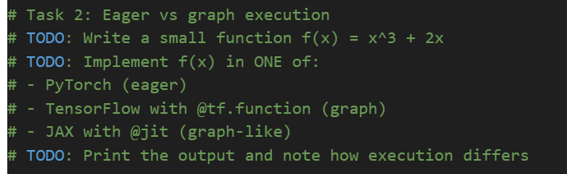 # Task 2: Eager vs graph execution
# TODO: Write a small function f(x) = x^3 + 2x
# TODO: Implement f(x) in ONE of:
# - PyTorch (eager)
# - TensorFlow with @tf.function (graph)
# - JAX with @jit (graph-like)
# TODO: Print the output and note how execution differs